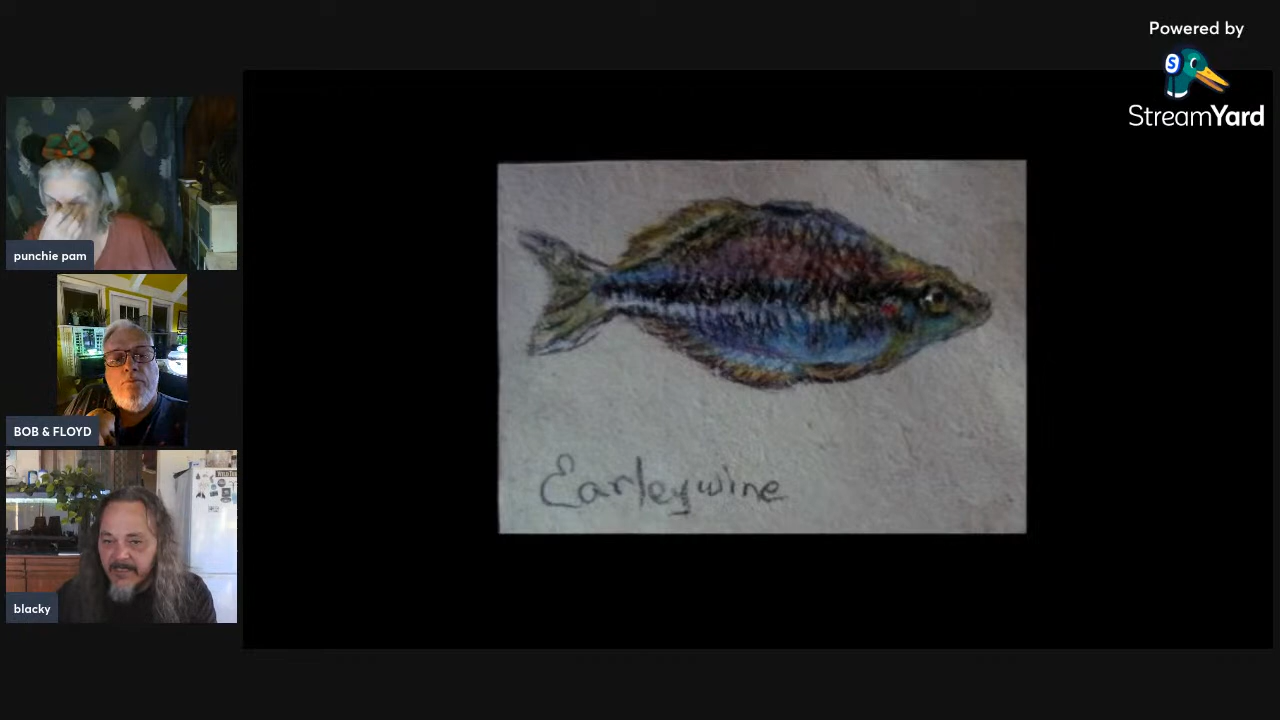 Powered by
S
StreamYard
punchie pam
BOB & FLOYD
blacky
Earleywine